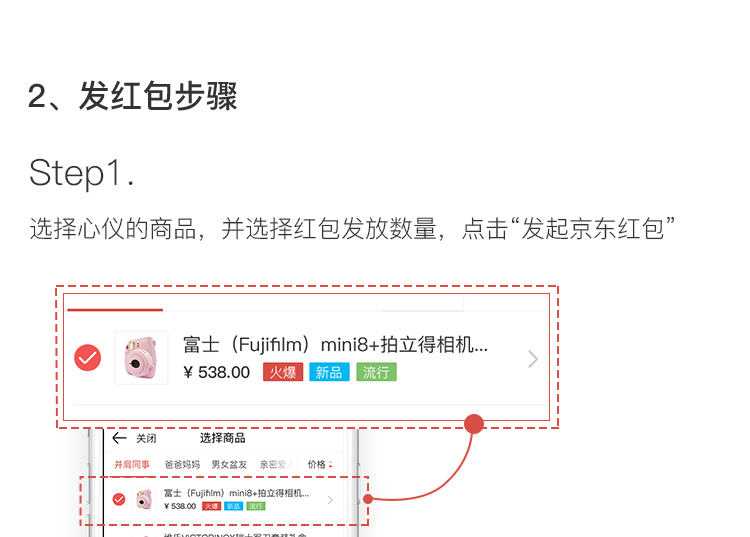 2、发红包步骤
Step1.
选择心仪的商品，并选择红包发放数量，点击“发起京东红包”
富士（Fujifilm）mini8+拍立得相机...
¥ 538.00 火爆 新品 流行
关闭 选择商品
并肩同事 爸爸妈妈 男女盆友 亲密爱人 价格
富士（Fujifilm）mini8+拍立得相机...
¥ 538.00 火爆 新品 流行